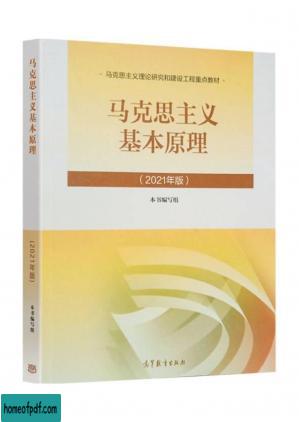 ·马克思主义理论研究和建设工程重点教材·
马克思主义
基本原理
（2021年版）
本书编写组
高等教育出版社
马克思主义基本原理
（2021年版）
本书编写组
homeofpdf.com